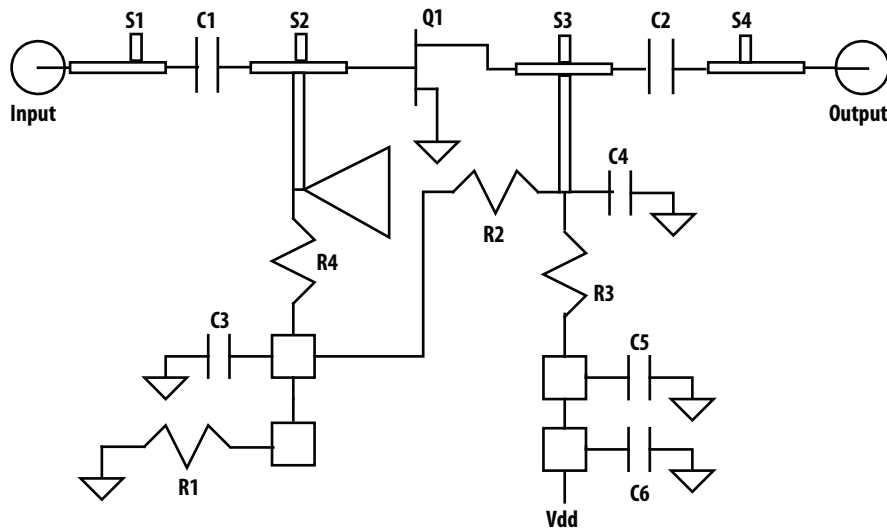 S1
C1
S2
Q1
S3
C2
S4
Input
Output
C4
R2
R4
R3
C3
C5
R1
C6
Vdd